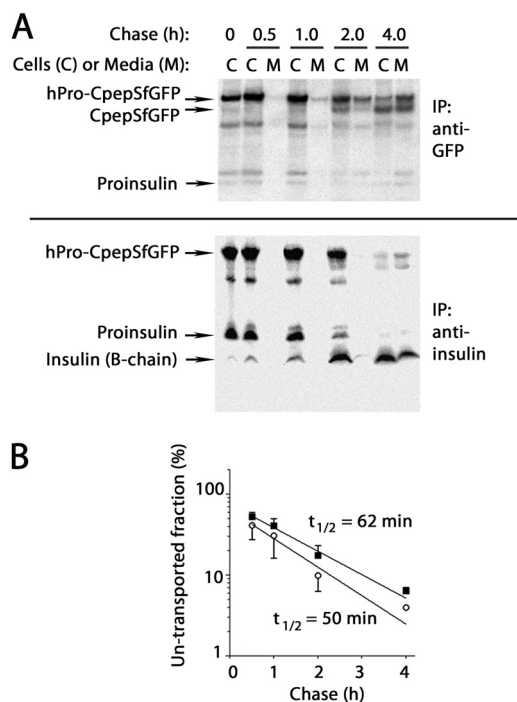 A
Chase (h): 0 0.5 1.0 2.0 4.0
Cells (C) or Media (M): C C M C M C M C M
hPro-CpepSfGFP
CpepSfGFP
Proinsulin
IP:
anti-
GFP
hPro-CpepSfGFP
Proinsulin
Insulin (B-chain)
IP:
anti-
insulin
B
Un-transported fraction (%)
100
10
1
t1/2 = 62 min
t1/2 = 50 min
0 1 2 3 4
Chase (h)